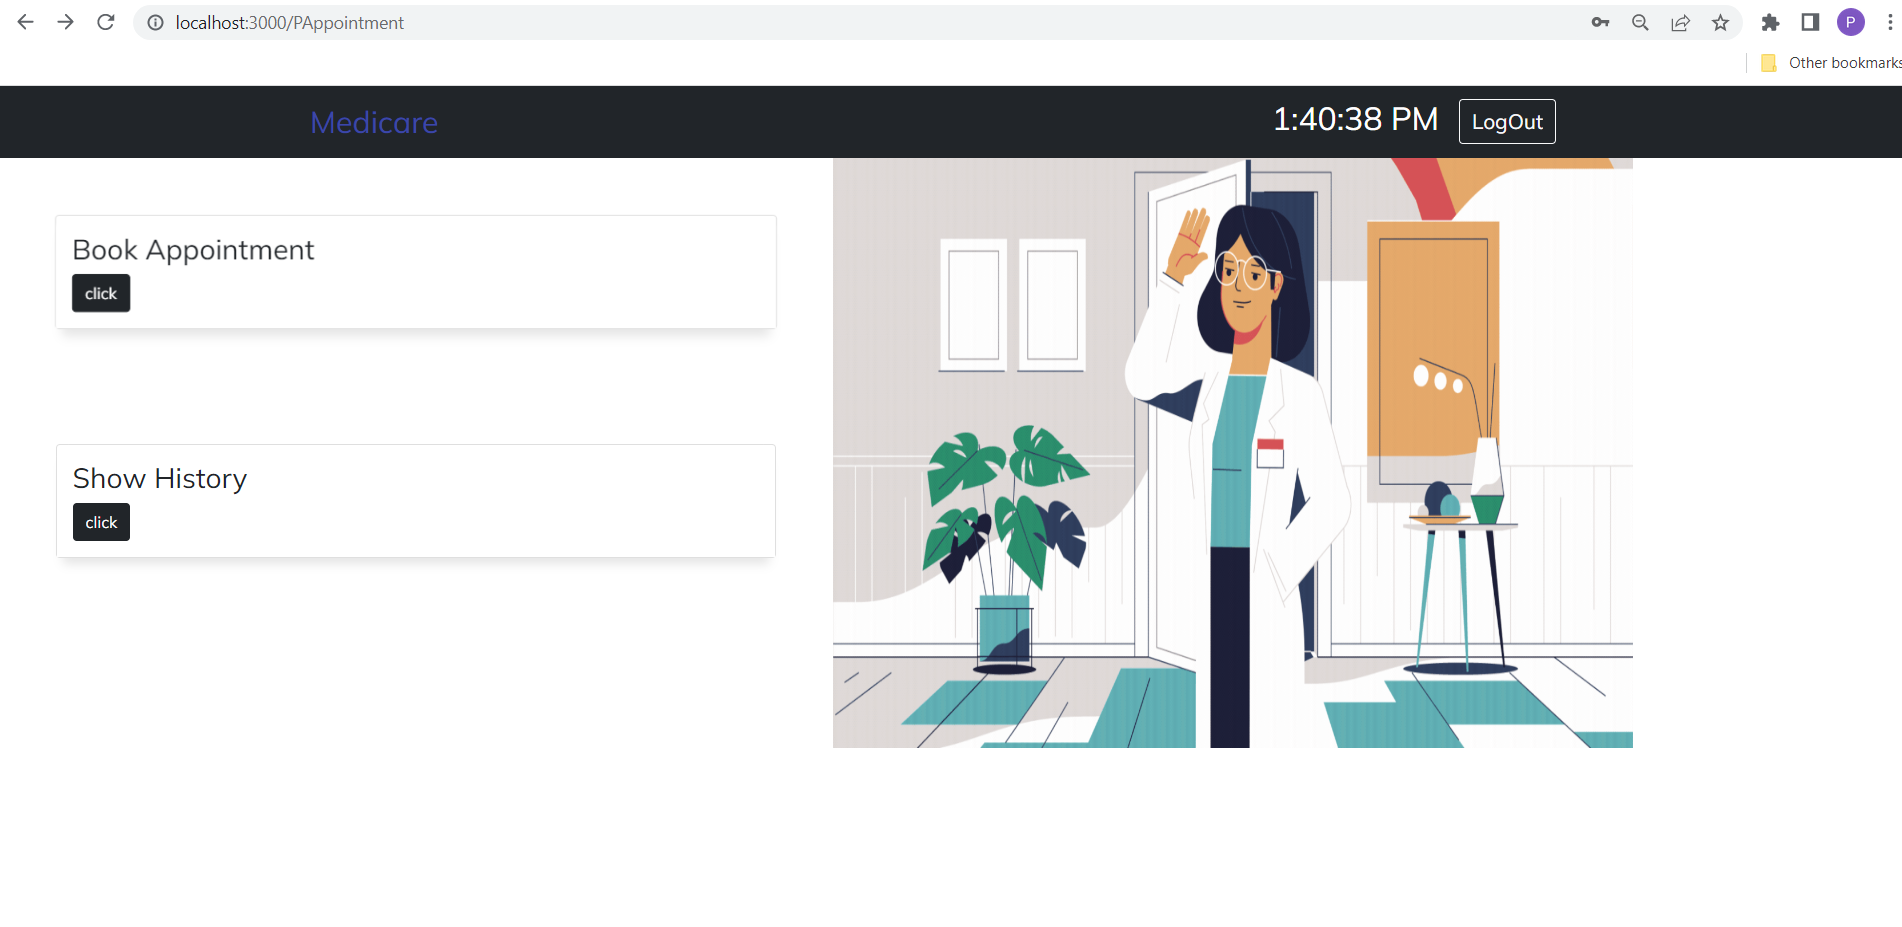 localhost:3000/PAppointment
P
Other bookmarks
Medicare
1:40:38 PM
LogOut
Book Appointment
click
Show History
click